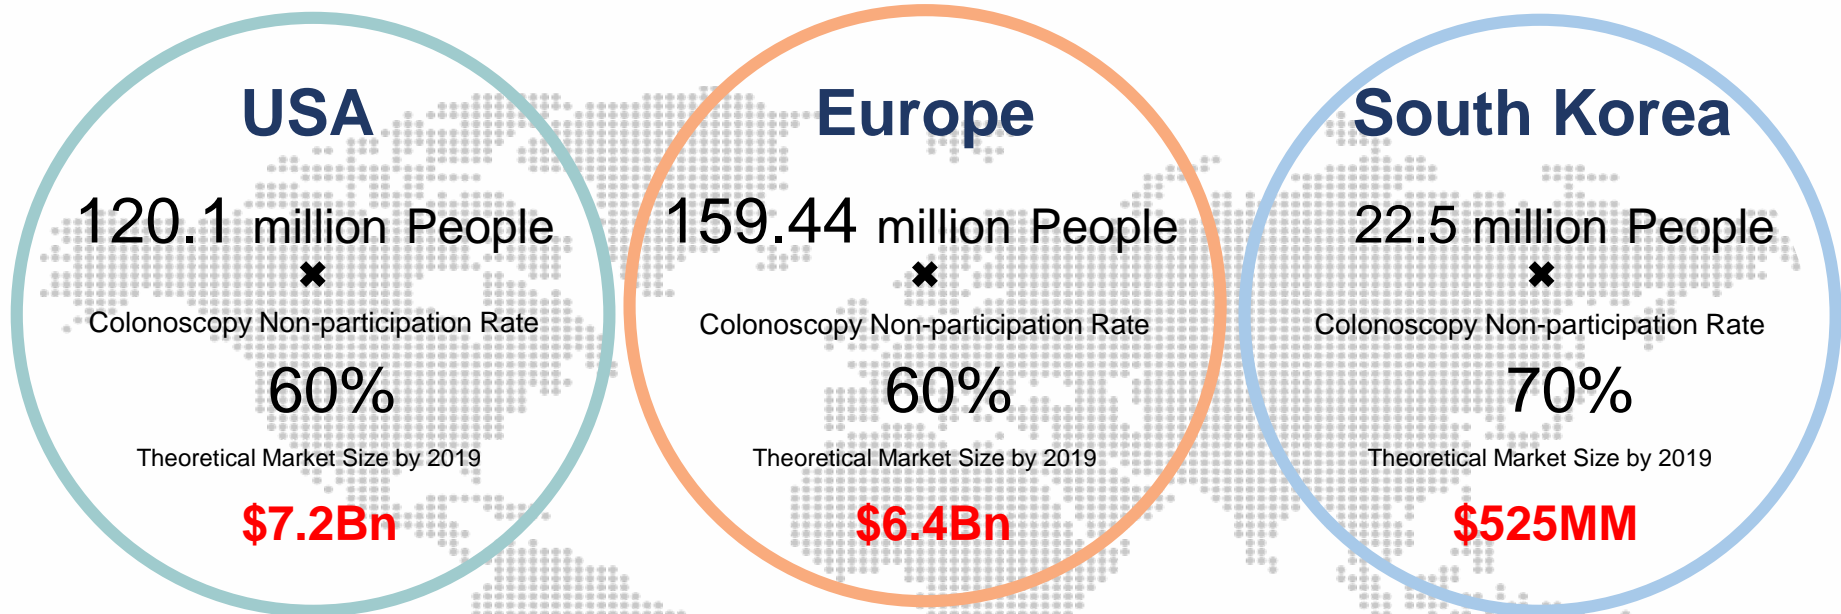 USA
120.1 million People
✖
Colonoscopy Non-participation Rate
60%
Theoretical Market Size by 2019
$7.2Bn
Europe
159.44 million People
✖
Colonoscopy Non-participation Rate
60%
Theoretical Market Size by 2019
$6.4Bn
South Korea
22.5 million People
✖
Colonoscopy Non-participation Rate
70%
Theoretical Market Size by 2019
$525MM